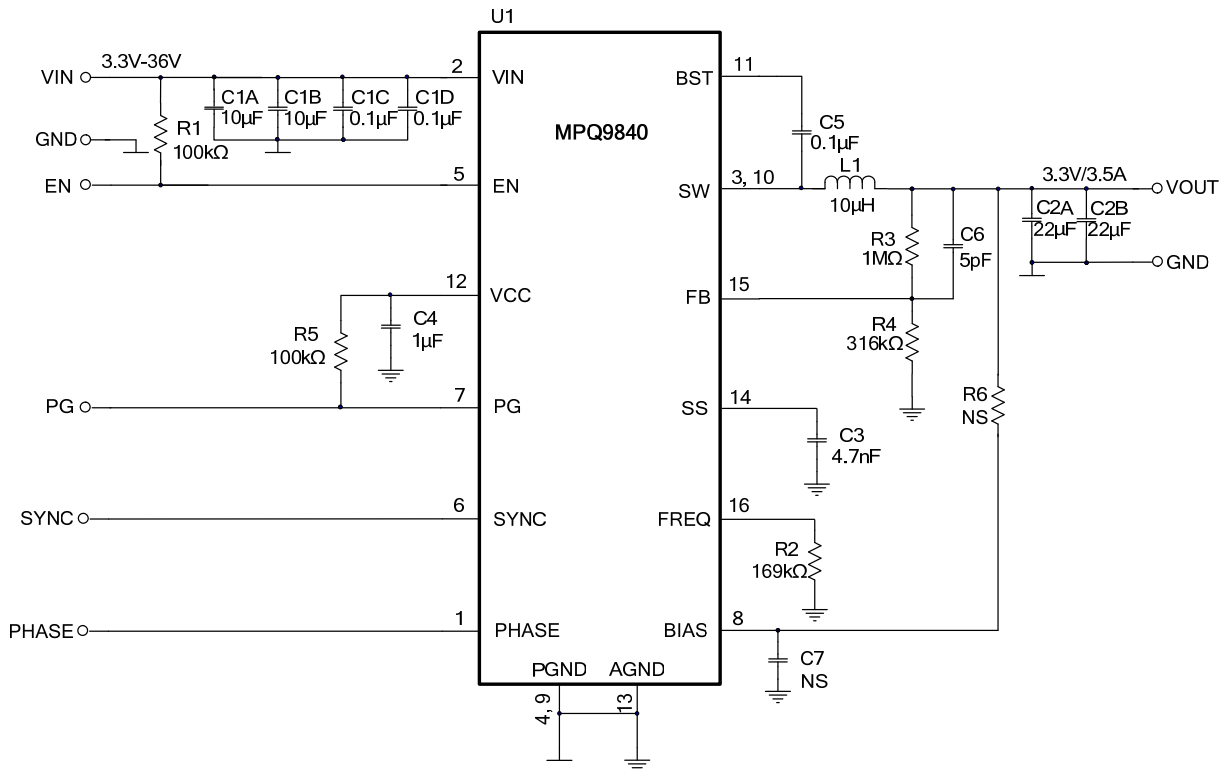 U1
MPQ9840
VIN
3.3V-36V
2
VIN
C1A
10µF
C1B
10µF
C1C
0.1µF
C1D
0.1µF
GND
R1
100kΩ
EN
5
EN
12
VCC
C4
1µF
R5
100kΩ
PG
7
PG
SYNC
6
SYNC
PHASE
1
PHASE
PGND
AGND
4, 9
13
BST
11
C5
0.1µF
SW
3, 10
L1
10µH
3.3V/3.5A
VOUT
C2A
22µF
C2B
22µF
GND
R3
1MΩ
C6
5pF
FB
15
R4
316kΩ
R6
NS
SS
14
C3
4.7nF
FREQ
16
R2
169kΩ
BIAS
8
C7
NS